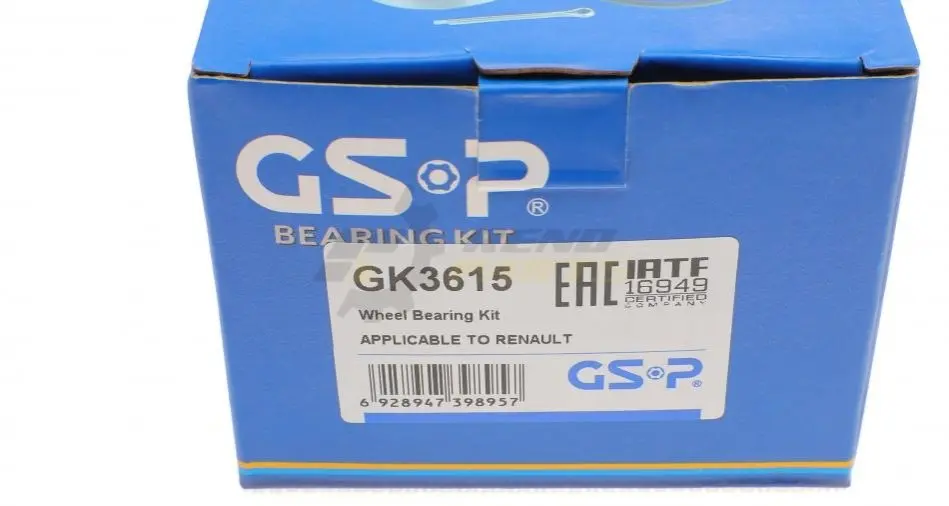 GS·P®
BEARING KIT
GK3615
EAC
IATF
16949
CERTIFIED
COMPANY
Wheel Bearing Kit
APPLICABLE TO RENAULT
GS·P®
6 928947 398957